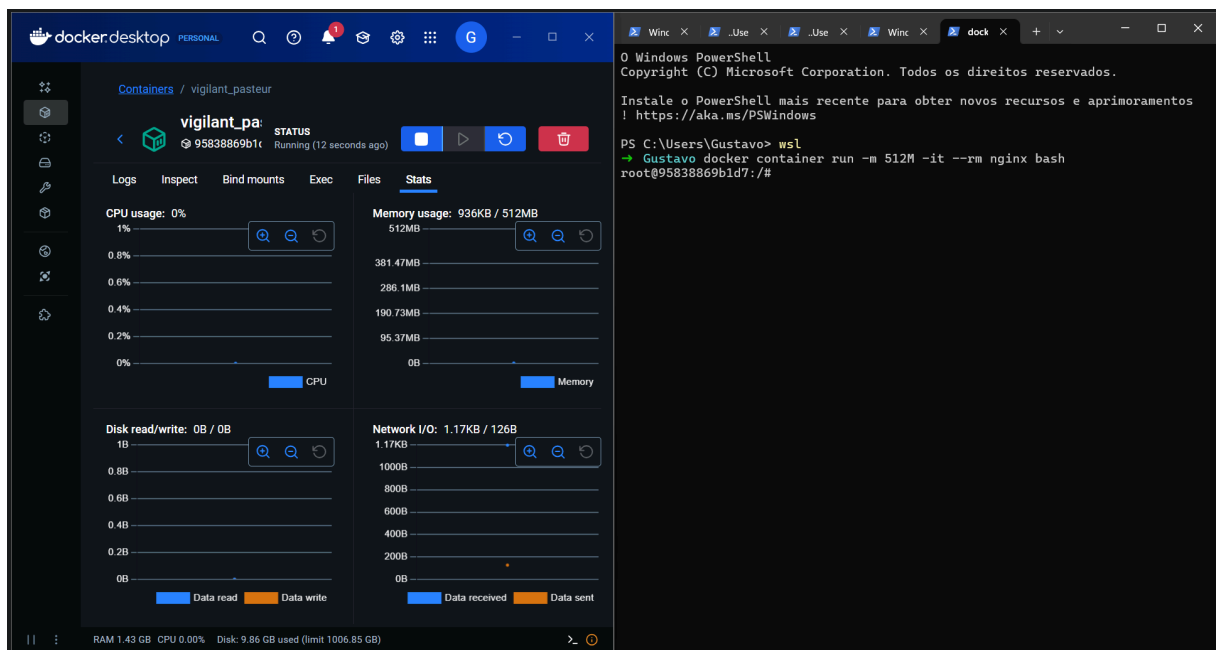 docker.desktop PERSONAL
1
G
Containers / vigilant_pasteur
vigilant_pa
95838869b1
STATUS
Running (12 seconds ago)
Logs Inspect Bind mounts Exec Files Stats
CPU usage: 0%
1%
0.8%
0.6%
0.4%
0.2%
0%
CPU
Memory usage: 936KB / 512MB
512MB
381.47MB
286.1MB
190.73MB
95.37MB
0B
Memory
Disk read/write: 0B / 0B
1B
0.8B
0.6B
0.4B
0.2B
0B
Data read Data write
Network I/O: 1.17KB / 126B
1.17KB
1000B
800B
600B
400B
200B
0B
Data received Data sent
RAM 1.43 GB CPU 0.00% Disk: 9.86 GB used (limit 1006.85 GB)
Winc ..Use ..Use Winc dock
O Windows PowerShell
Copyright (C) Microsoft Corporation. Todos os direitos reservados.
Instale o PowerShell mais recente para obter novos recursos e aprimoramentos
! https://aka.ms/PSWindows
PS C:\Users\Gustavo> wsl
→ Gustavo docker container run -m 512M -it --rm nginx bash
root@95838869b1d7:/#